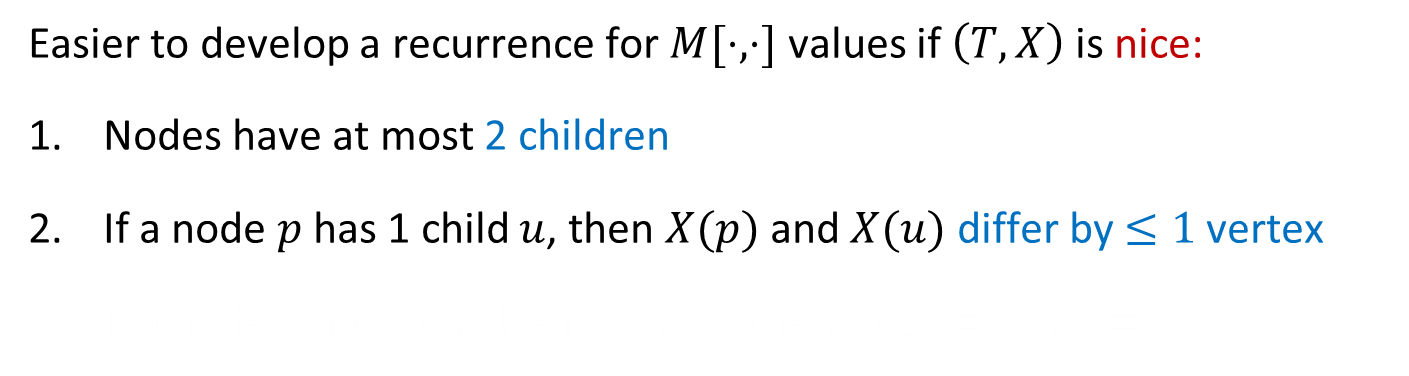 Easier to develop a recurrence for M[·,·] values if (T, X) is nice:
1. Nodes have at most 2 children
2. If a node p has 1 child u, then X(p) and X(u) differ by ≤ 1 vertex